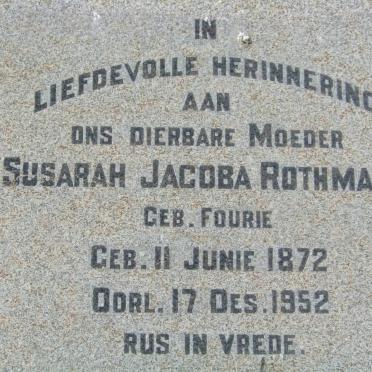 IN
LIEFDEVOLLE HERINNERING
AAN
ONS DIERBARE MOEDER
SUSARAH JACOBA ROTHMA
GEB. FOURIE
GEB. 11 JUNIE 1872
OORL. 17 DES. 1952
RUS IN VREDE.